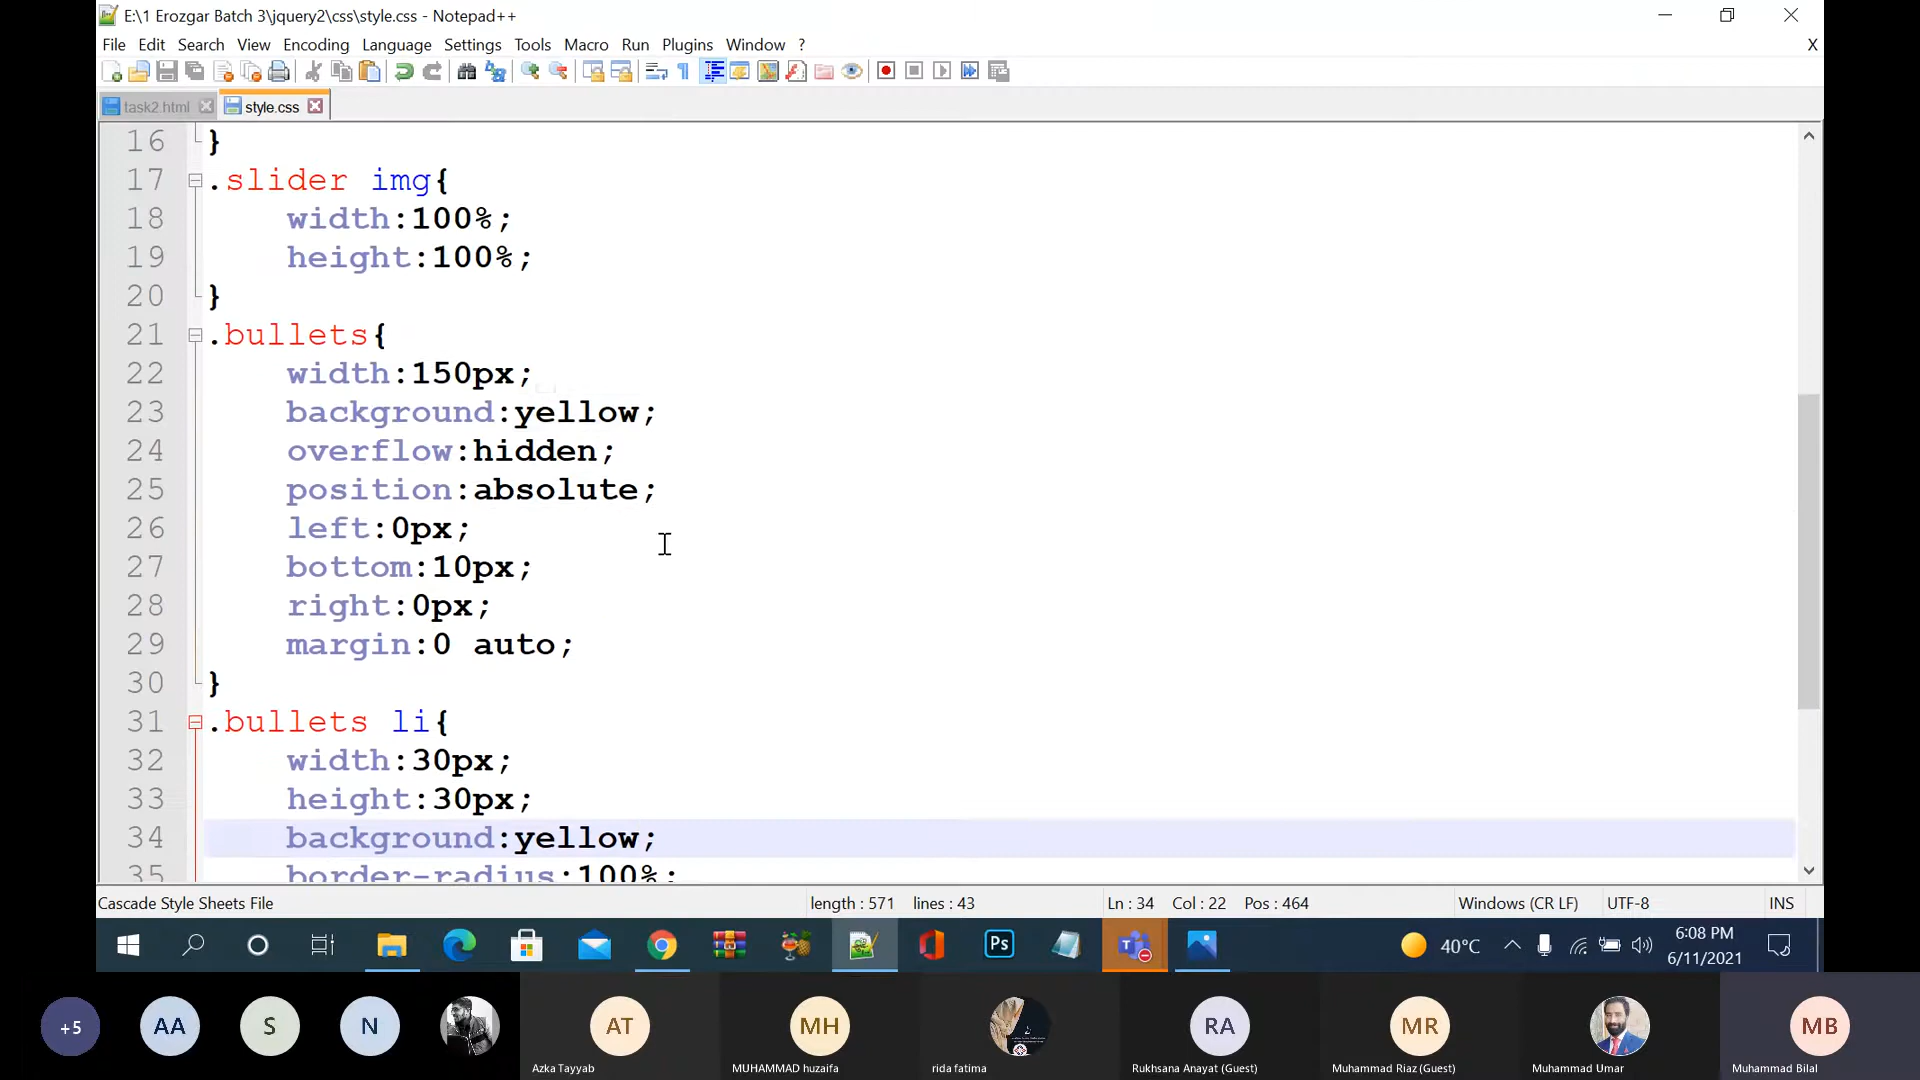 E:\1 Erozgar Batch 3\jquery2\css\style.css - Notepad++
File Edit Search View Encoding Language Settings Tools Macro Run Plugins Window ? X
task2.html style.css
16 }
17 .slider img{
18 width:100%;
19 height:100%;
20 }
21 .bullets{
22 width:150px;
23 background:yellow;
24 overflow:hidden;
25 position:absolute;
26 left:0px;
27 bottom:10px;
28 right:0px;
29 margin:0 auto;
30 }
31 .bullets li{
32 width:30px;
33 height:30px;
34 background:yellow;
35 border-radius:100%;
Cascade Style Sheets File length : 571 lines : 43 Ln : 34 Col : 22 Pos : 464 Windows (CR LF) UTF-8 INS
Ps 40°C 6:08 PM
6/11/2021
+5 AA S N AT MH RA MR MB
Azka Tayyab MUHAMMAD huzaifa rida fatima Rukhsana Anayat (Guest) Muhammad Riaz (Guest) Muhammad Umar Muhammad Bilal